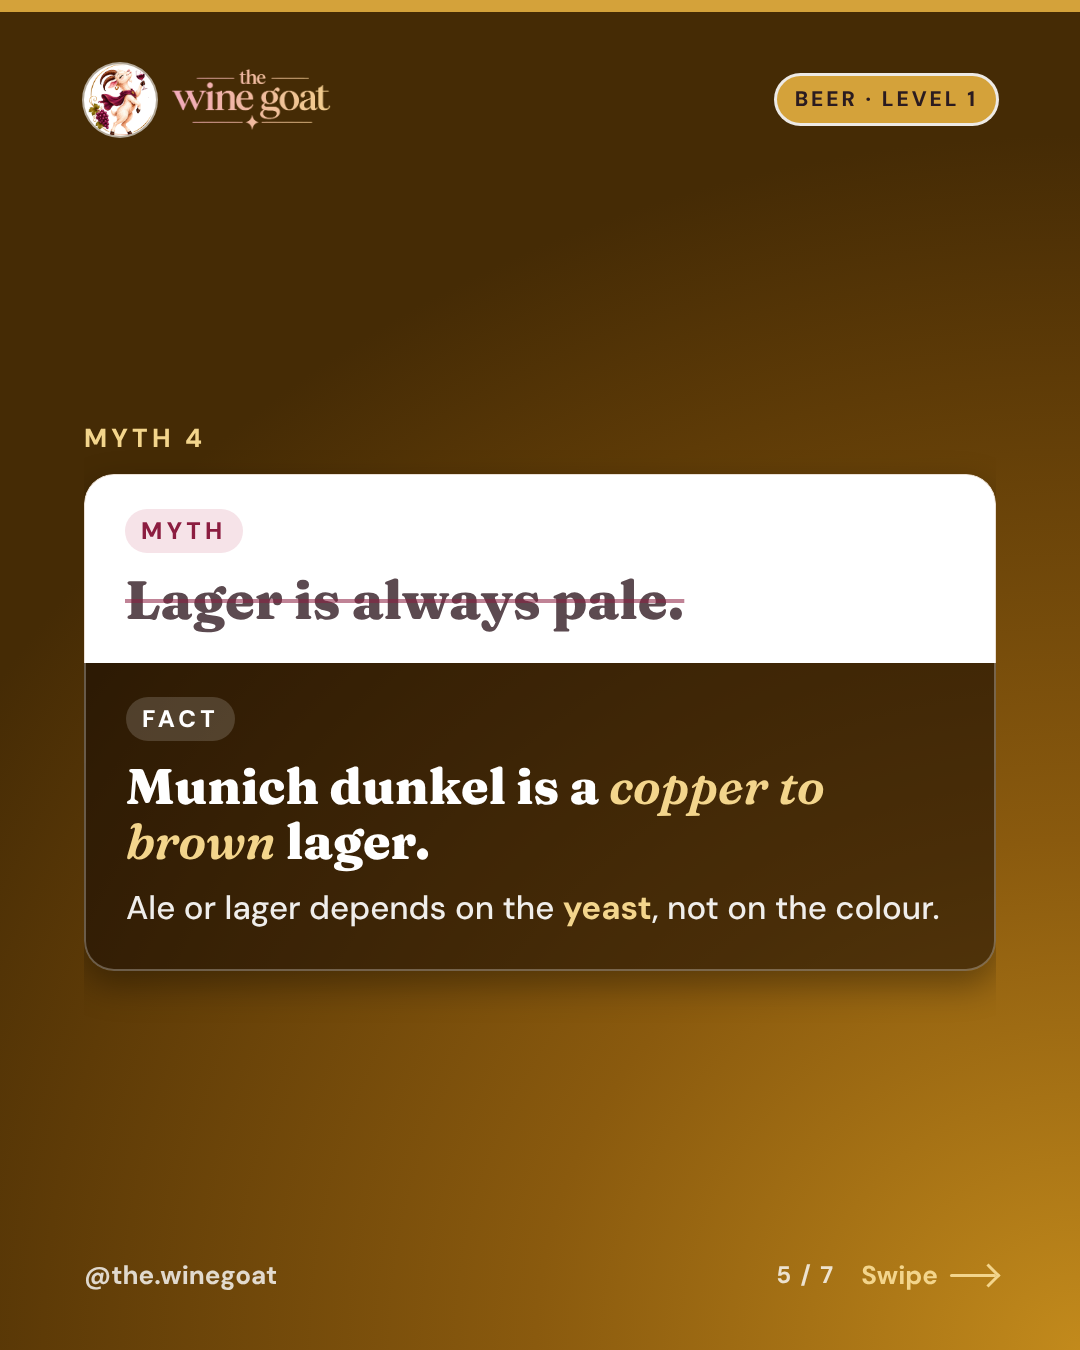 the
wine goat
BEER · LEVEL 1
MYTH 4
MYTH
Lager is always pale.
FACT
Munich dunkel is a copper to
brown lager.
Ale or lager depends on the yeast, not on the colour.
@the.winegoat
5 / 7 Swipe